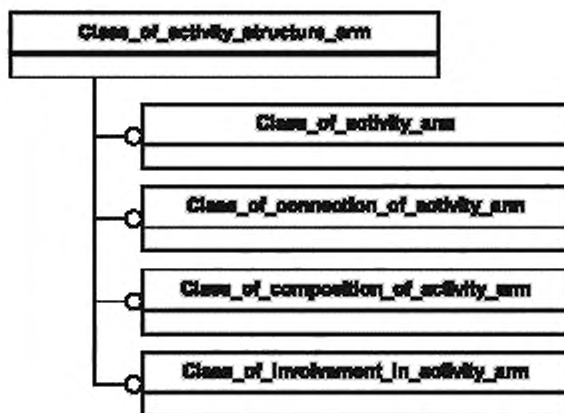 Class_of_activity_structure_arm
Class_of_activity_arm
Class_of_connection_of_activity_arm
Class_of_composition_of_activity_arm
Class_of_involvement_in_activity_arm